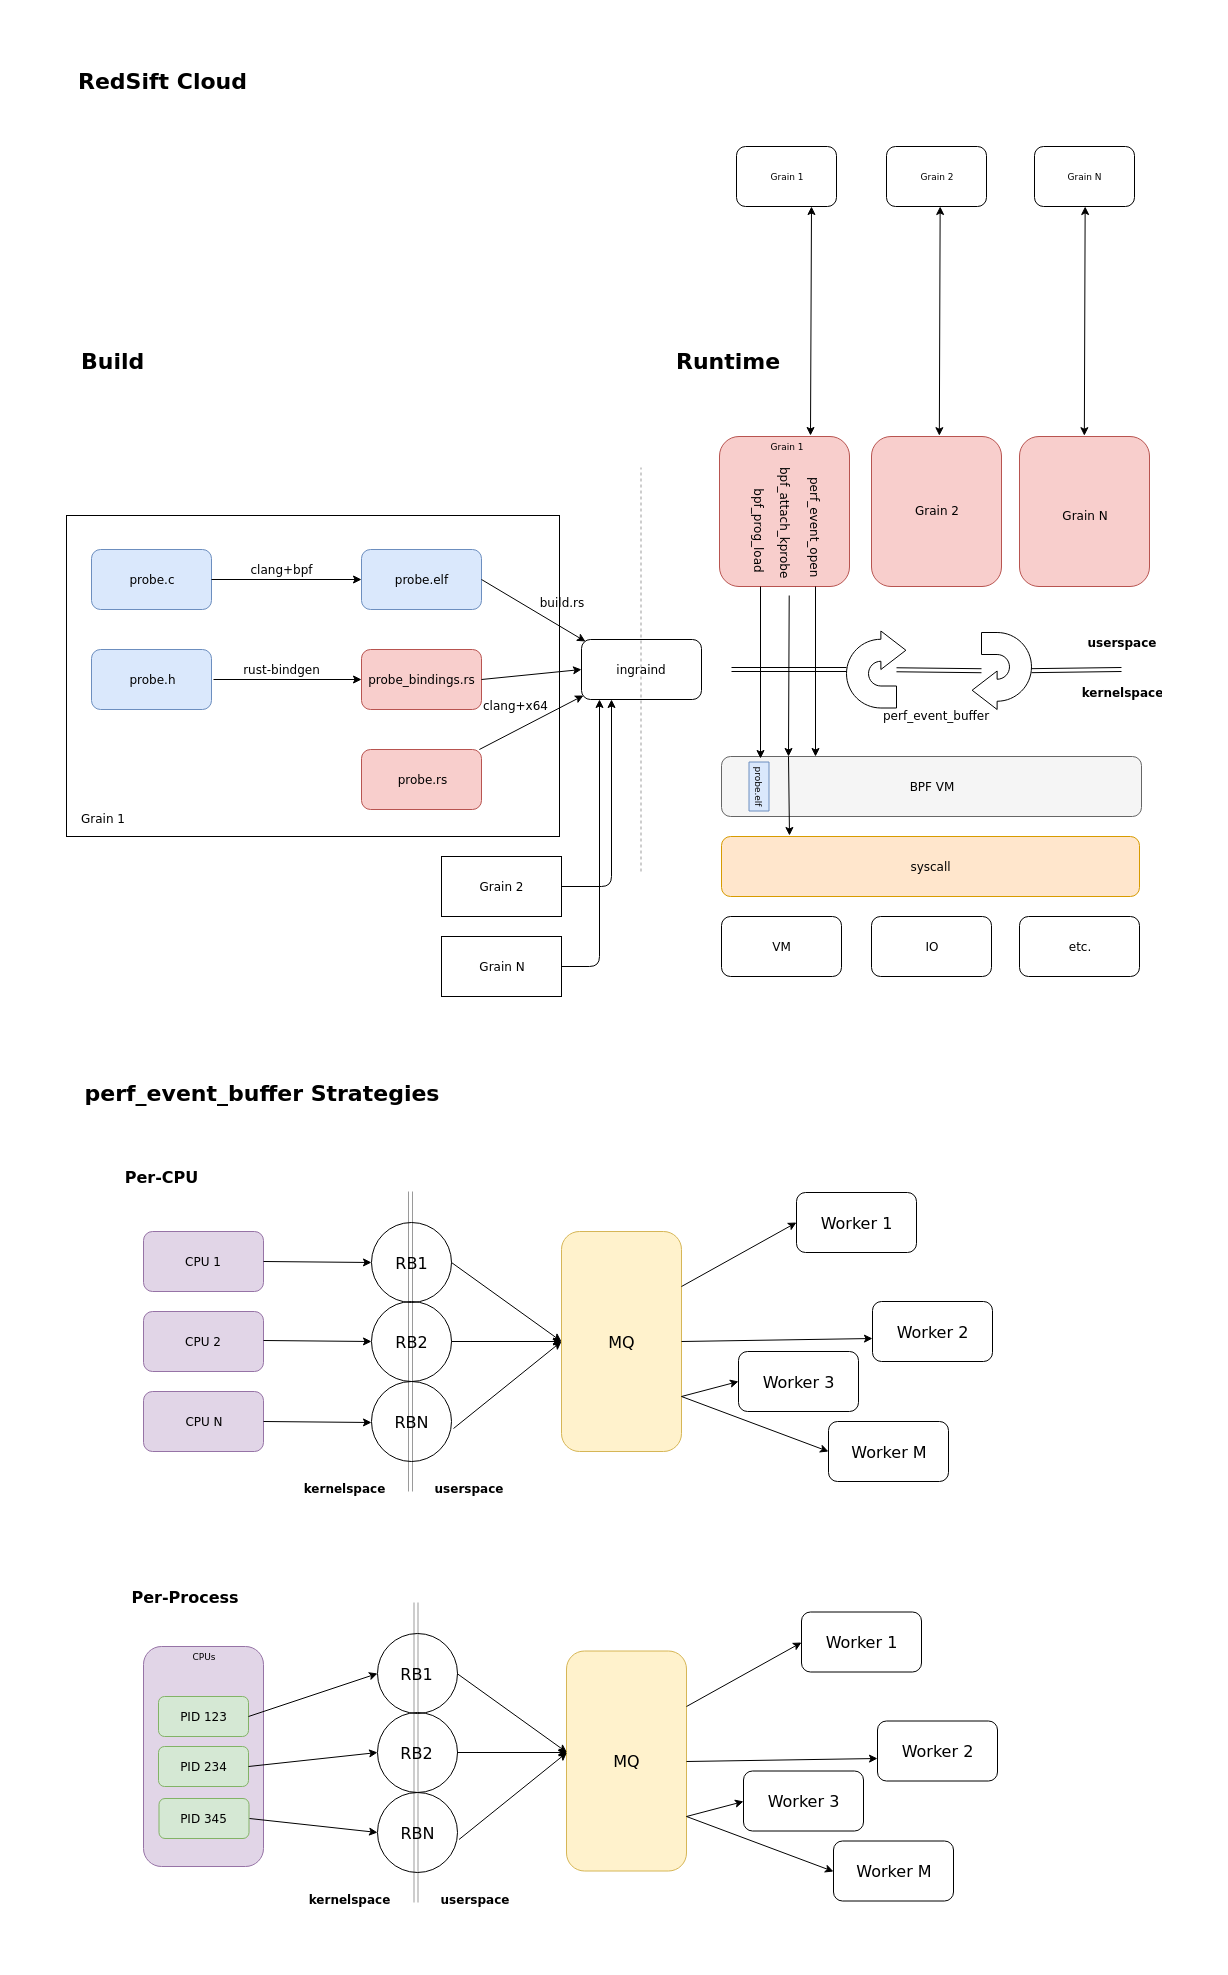 RedSift Cloud
Grain 1
Grain 2
Grain N
Build
Runtime
probe.c
clang+bpf
probe.elf
build.rs
probe.h
rust-bindgen
probe_bindings.rs
clang+x64
probe.rs
ingraind
Grain 1
Grain 2
Grain N
Grain 1
bpf_prog_load
bpf_attach_kprobe
perf_event_open
Grain 2
Grain N
userspace
kernelspace
perf_event_buffer
probe.elf
BPF VM
syscall
VM
IO
etc.
perf_event_buffer Strategies
Per-CPU
CPU 1
CPU 2
CPU N
RB1
RB2
RBN
kernelspace
userspace
MQ
Worker 1
Worker 2
Worker 3
Worker M
Per-Process
CPUs
PID 123
PID 234
PID 345
RB1
RB2
RBN
kernelspace
userspace
MQ
Worker 1
Worker 2
Worker 3
Worker M